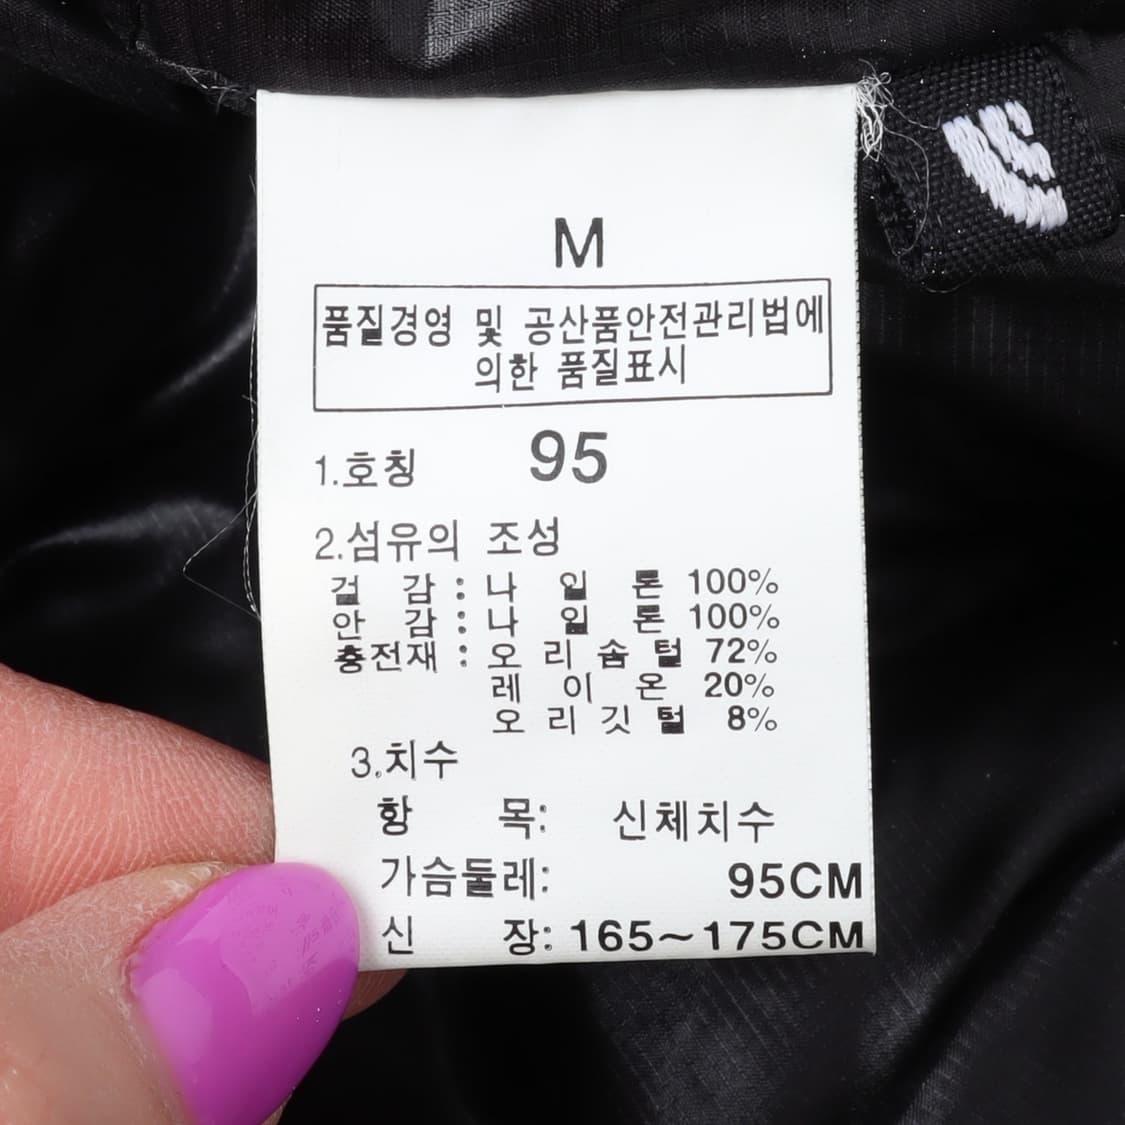 M
품질경영 및 공산품안전관리법에
의한 품질표시
1.호칭 95
2.섬유의 조성
겉 감 : 나 일 론 100%
안 감 : 나 일 론 100%
충전재 : 오 리 솜 털 72%
레 이 온 20%
오 리 깃 털 8%
3.치수
항 목: 신체치수
가슴둘레: 95CM
신 장: 165~175CM